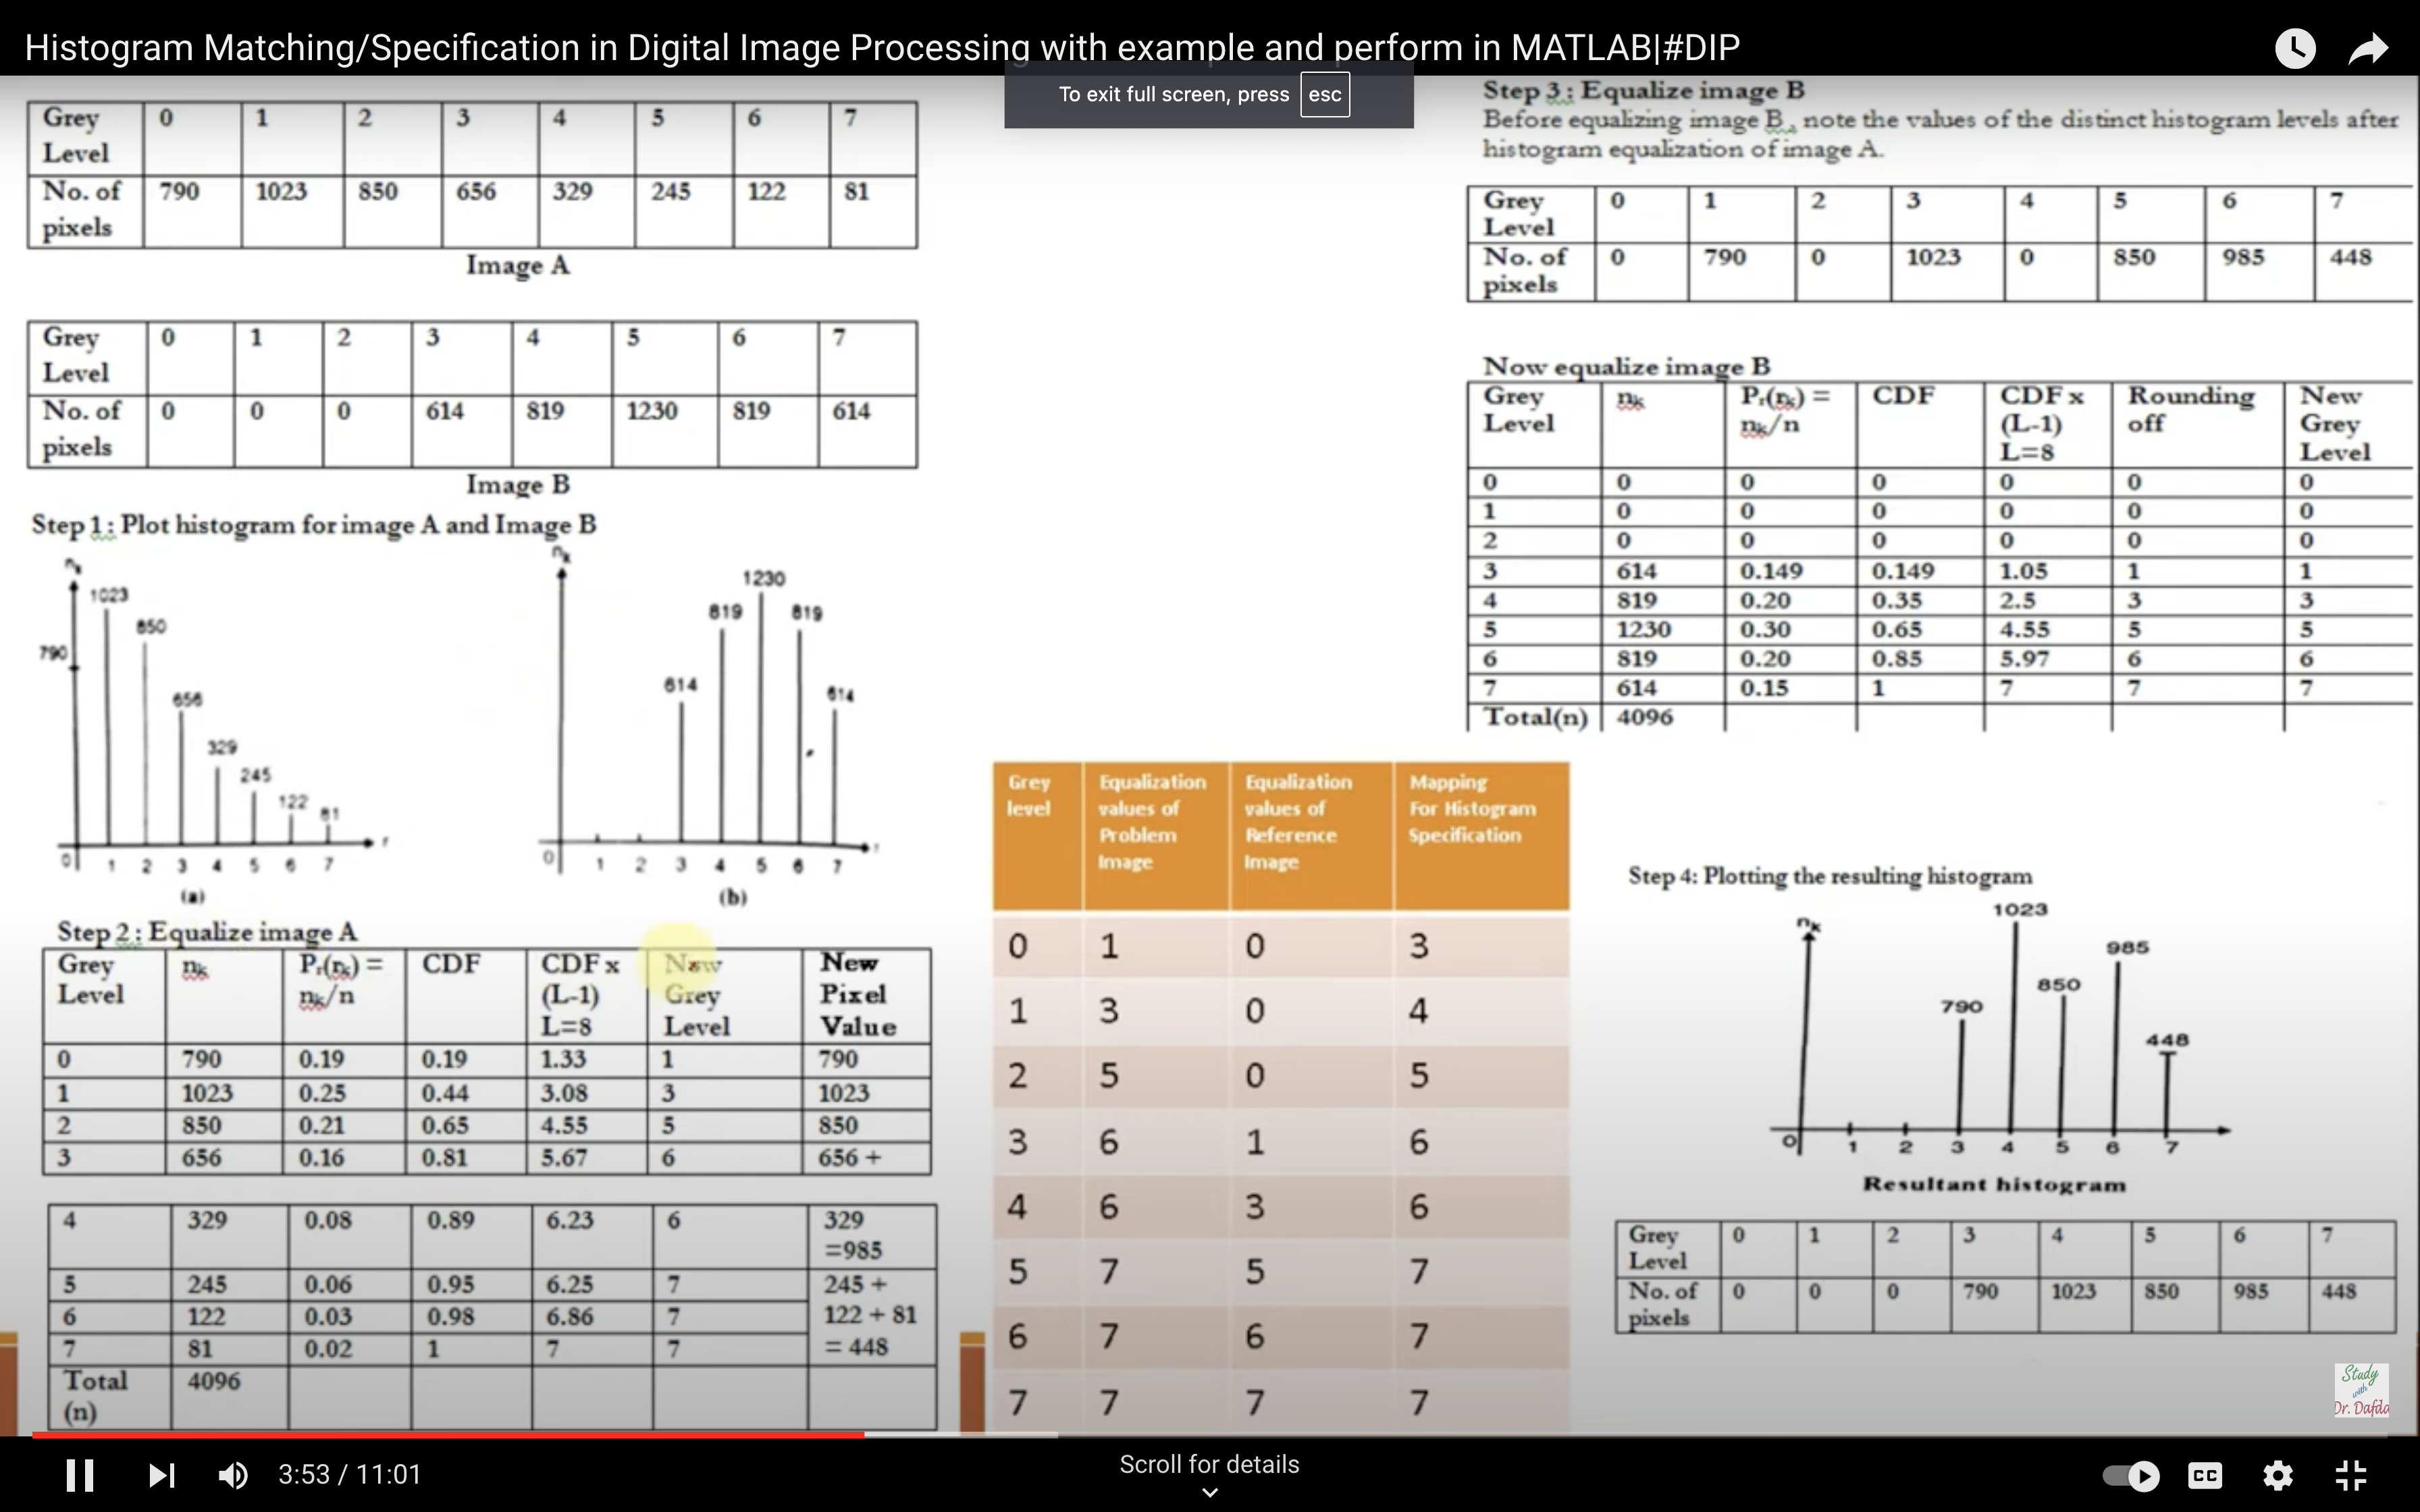 Histogram Matching/Specification in Digital Image Processing with example and perform in MATLAB|#DIP
To exit full screen, press esc
Grey Level 0 1 2 3 4 5 6 7
No. of pixels 790 1023 850 656 329 245 122 81
Image A
Grey Level 0 1 2 3 4 5 6 7
No. of pixels 0 0 0 614 819 1230 819 614
Image B
Step 1: Plot histogram for image A and Image B
nk
1023
850
790
656
329
245
122
81
0 1 2 3 4 5 6 7 r
(a)
nk
1230
819 819
614 614
0 1 2 3 4 5 6 7
(b)
Step 2: Equalize image A
Grey Level nk Pr(rk) = nk/n CDF CDF x (L-1) L=8 New Grey Level New Pixel Value
0 790 0.19 0.19 1.33 1 790
1 1023 0.25 0.44 3.08 3 1023
2 850 0.21 0.65 4.55 5 850
3 656 0.16 0.81 5.67 6 656 +
4 329 0.08 0.89 6.23 6 329 =985
5 245 0.06 0.95 6.25 7 245 +
6 122 0.03 0.98 6.86 7 122 + 81
7 81 0.02 1 7 7 = 448
Total (n) 4096
Step 3: Equalize image B
Before equalizing image B, note the values of the distinct histogram levels after
histogram equalization of image A.
Grey Level 0 1 2 3 4 5 6 7
No. of pixels 0 790 0 1023 0 850 985 448
Now equalize image B
Grey Level nk Pr(rk) = nk/n CDF CDF x (L-1) L=8 Rounding off New Grey Level
0 0 0 0 0 0 0
1 0 0 0 0 0 0
2 0 0 0 0 0 0
3 614 0.149 0.149 1.05 1 1
4 819 0.20 0.35 2.5 3 3
5 1230 0.30 0.65 4.55 5 5
6 819 0.20 0.85 5.97 6 6
7 614 0.15 1 7 7 7
Total(n) 4096
Grey level Equalization values of Problem Image Equalization values of Reference Image Mapping For Histogram Specification
0 1 0 3
1 3 0 4
2 5 0 5
3 6 1 6
4 6 3 6
5 7 5 7
6 7 6 7
7 7 7 7
Step 4: Plotting the resulting histogram
nk
1023
985
850
790
448
0 1 2 3 4 5 6 7
Resultant histogram
Grey Level 0 1 2 3 4 5 6 7
No. of pixels 0 0 0 790 1023 850 985 448
Study
with
Dr. Dafda
3:53 / 11:01
Scroll for details
CC